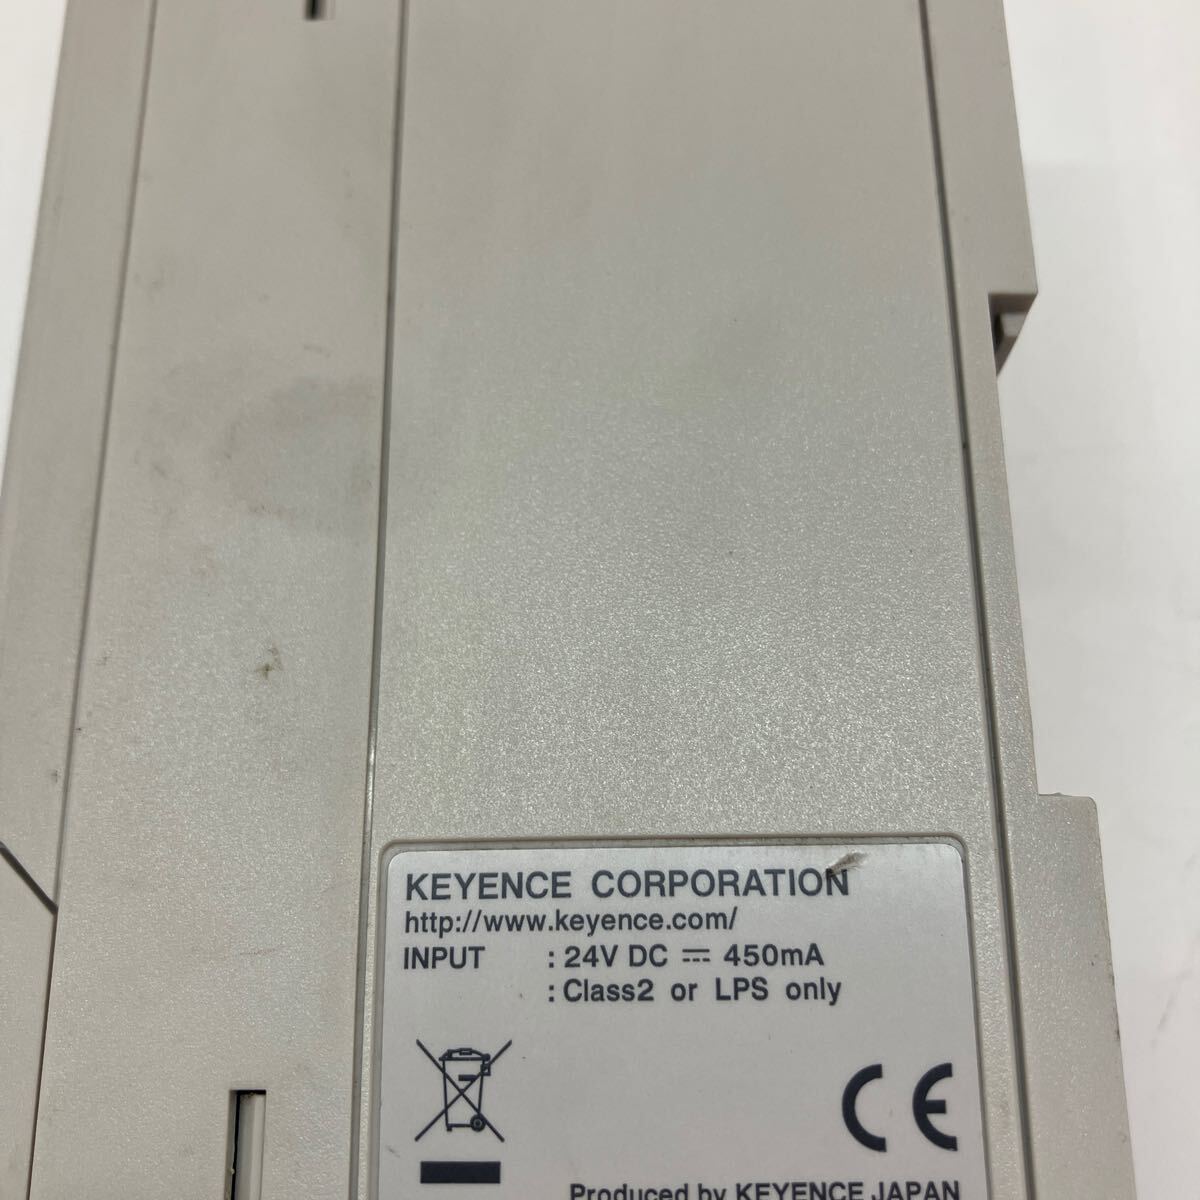 KEYENCE CORPORATION
http://www.keyence.com/
INPUT : 24V DC ⎓ 450mA
: Class2 or LPS only
CE
Produced by KEYENCE JAPAN